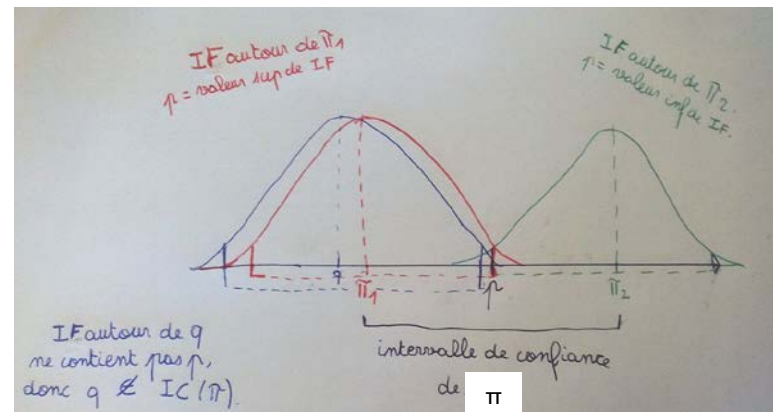 IF autour de π1
p = valeur sup de IF
IF autour de π2.
p = valeur inf de IF.
q
π1
p
π2
IF autour de q
ne contient pas p,
donc q ∉ IC(π).
intervalle de confiance
de π